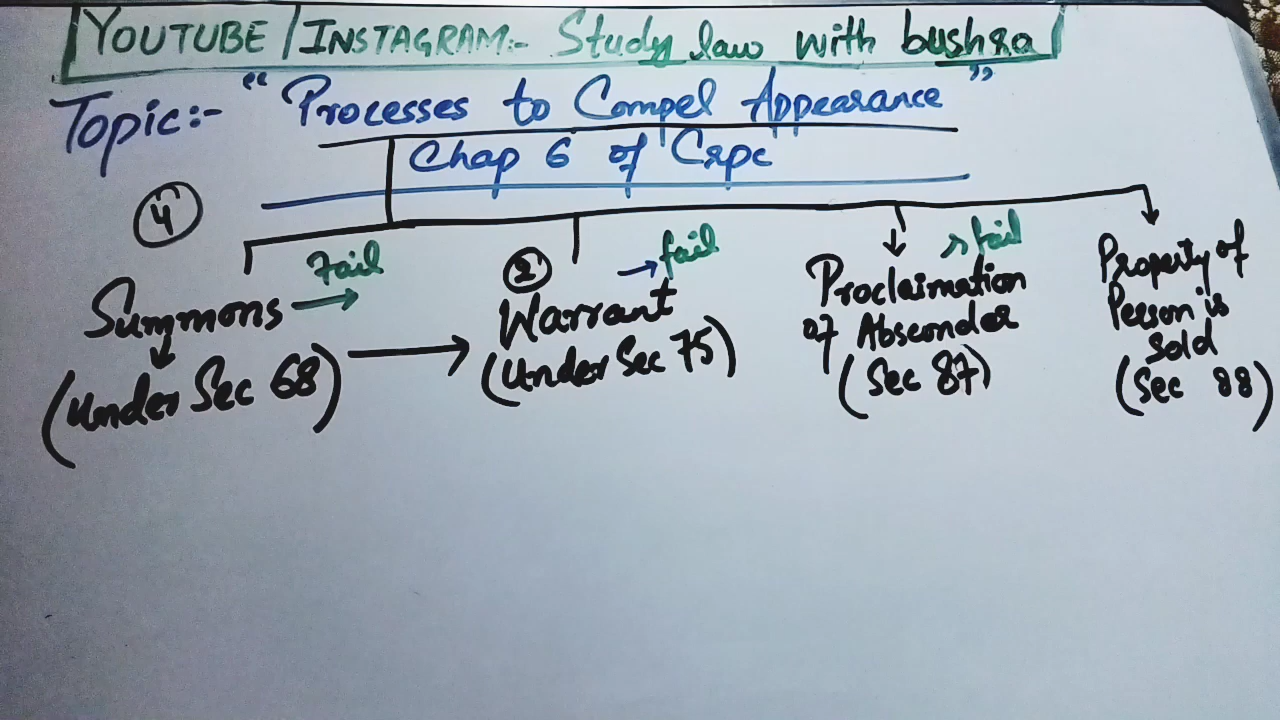 YOUTUBE / INSTAGRAM:- Study law with bushra
Topic:- "Processes to Compel Appearance"
Chap 6 of Crpc
4
Summons
(Under Sec 68)
Fail
2
Warrant
(Under Sec 75)
fail
Proclaimation
of Absconder
(Sec 87)
fail
Property of
Person is
Sold
(Sec 88)